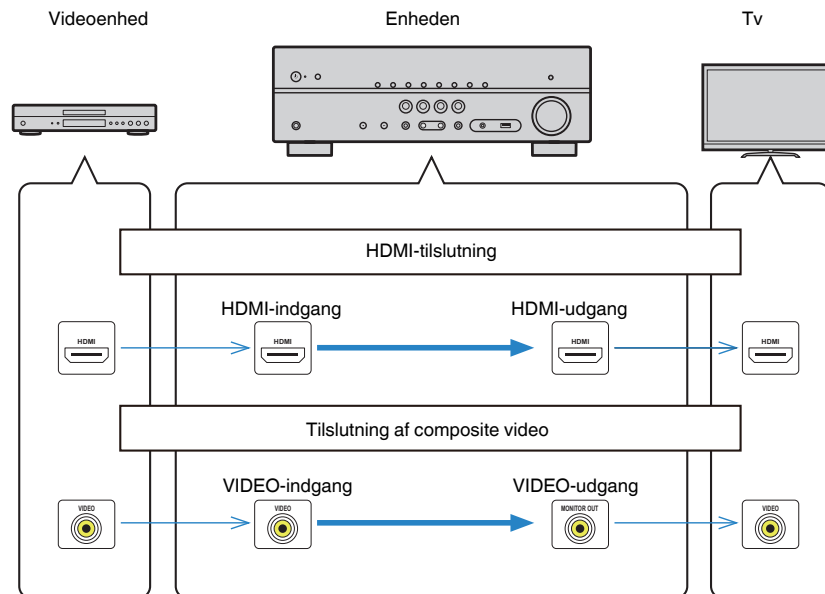 Videoenhed
Enheden
Tv
HDMI-tilslutning
HDMI-indgang
HDMI-udgang
HDMI
HDMI
HDMI
HDMI
Tilslutning af composite video
VIDEO-indgang
VIDEO-udgang
VIDEO
VIDEO
MONITOR OUT
VIDEO